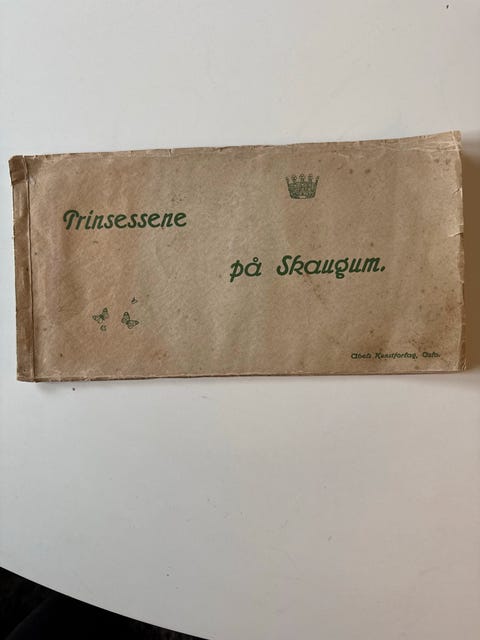 Prinsessene
på Skaugum.
Abels Kunstforlag, Oslo.